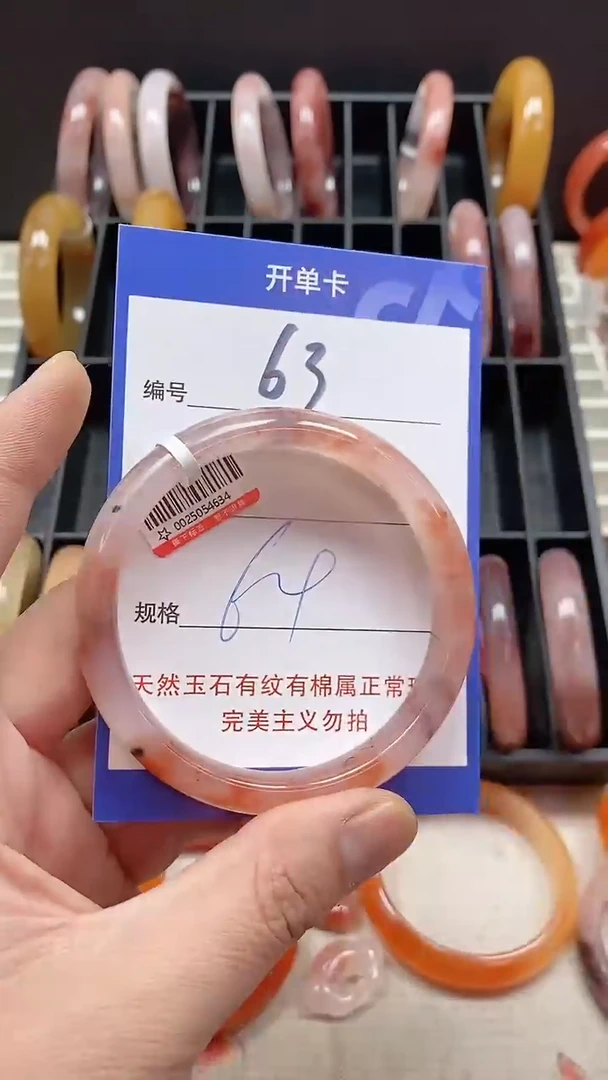 开单卡
编号 63
0025054634
规格 64
天然玉石有纹有棉属正常
完美主义勿拍